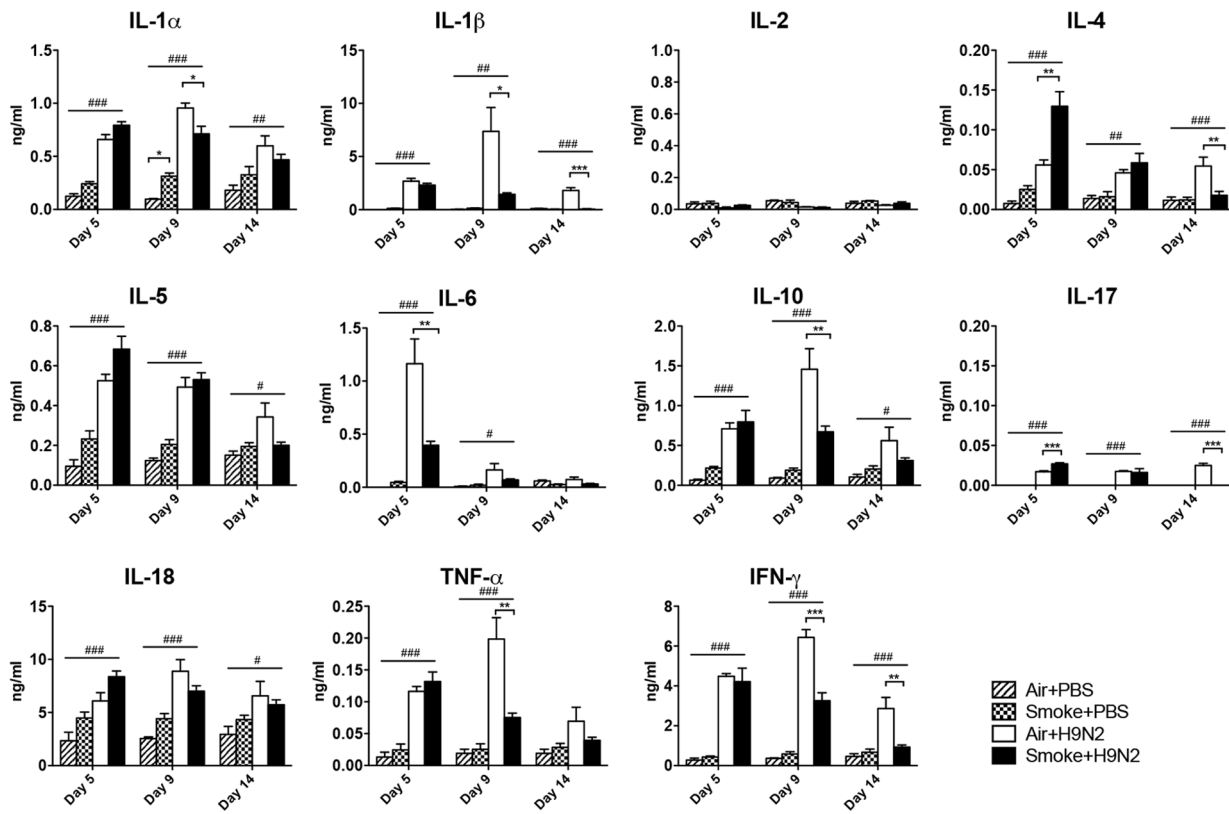 IL-1α
ng/ml
1.5
1.0
0.5
0.0
###
###
*
*
##
Day 5
Day 9
Day 14
IL-1β
ng/ml
15
10
5
0
###
##
*
###
***
Day 5
Day 9
Day 14
IL-2
ng/ml
1.0
0.8
0.6
0.4
0.2
0.0
Day 5
Day 9
Day 14
IL-4
ng/ml
0.20
0.15
0.10
0.05
0.00
###
**
##
###
**
Day 5
Day 9
Day 14
IL-5
ng/ml
0.8
0.6
0.4
0.2
0.0
###
###
#
Day 5
Day 9
Day 14
IL-6
ng/ml
1.5
1.0
0.5
0.0
###
**
#
Day 5
Day 9
Day 14
IL-10
ng/ml
2.0
1.5
1.0
0.5
0.0
###
###
**
#
Day 5
Day 9
Day 14
IL-17
ng/ml
0.20
0.15
0.10
0.05
0.00
###
***
###
###
***
Day 5
Day 9
Day 14
IL-18
ng/ml
15
10
5
0
###
###
#
Day 5
Day 9
Day 14
TNF-α
ng/ml
0.25
0.20
0.15
0.10
0.05
0.00
###
###
**
Day 5
Day 9
Day 14
IFN-γ
ng/ml
8
6
4
2
0
###
###
***
###
**
Day 5
Day 9
Day 14
Air+PBS
Smoke+PBS
Air+H9N2
Smoke+H9N2